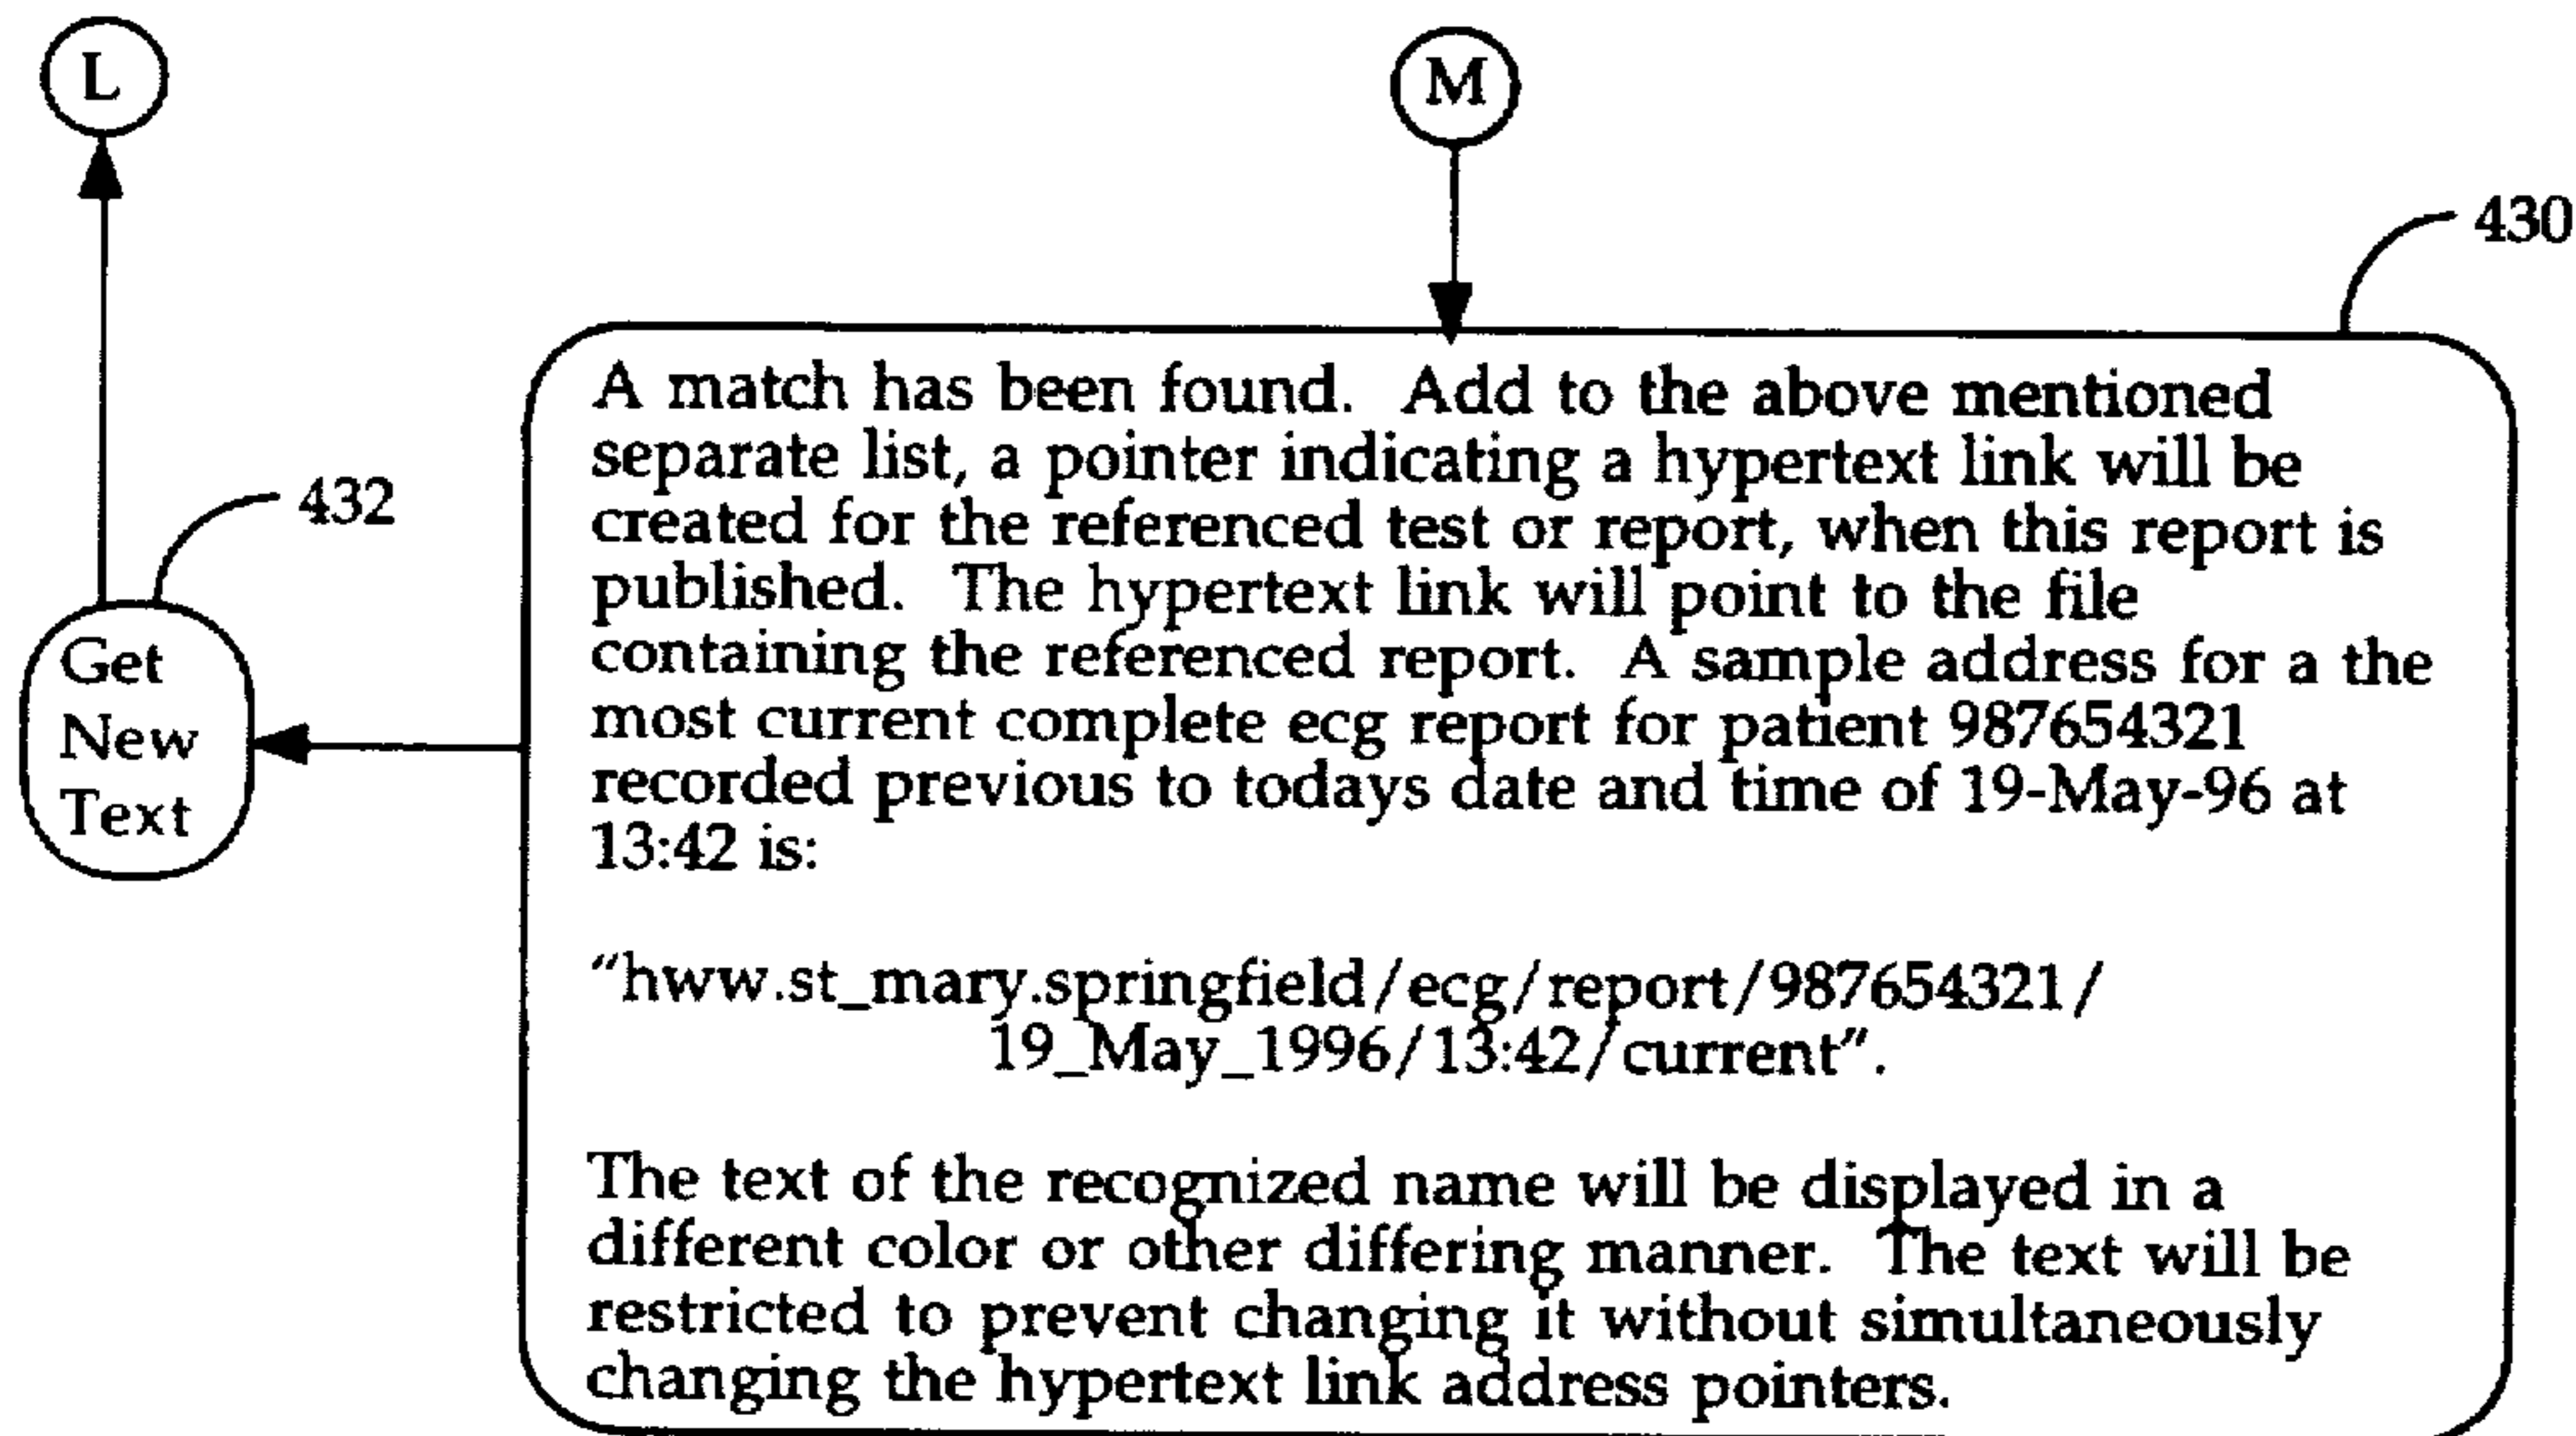 L
M
430
A match has been found. Add to the above mentioned
separate list, a pointer indicating a hypertext link will be
created for the referenced test or report, when this report is
published. The hypertext link will point to the file
containing the referenced report. A sample address for a the
most current complete ecg report for patient 987654321
recorded previous to todays date and time of 19-May-96 at
13:42 is:
"hww.st_mary.springfield/ecg/report/987654321/
19_May_1996/13:42/current".
The text of the recognized name will be displayed in a
different color or other differing manner. The text will be
restricted to prevent changing it without simultaneously
changing the hypertext link address pointers.
432
Get
New
Text